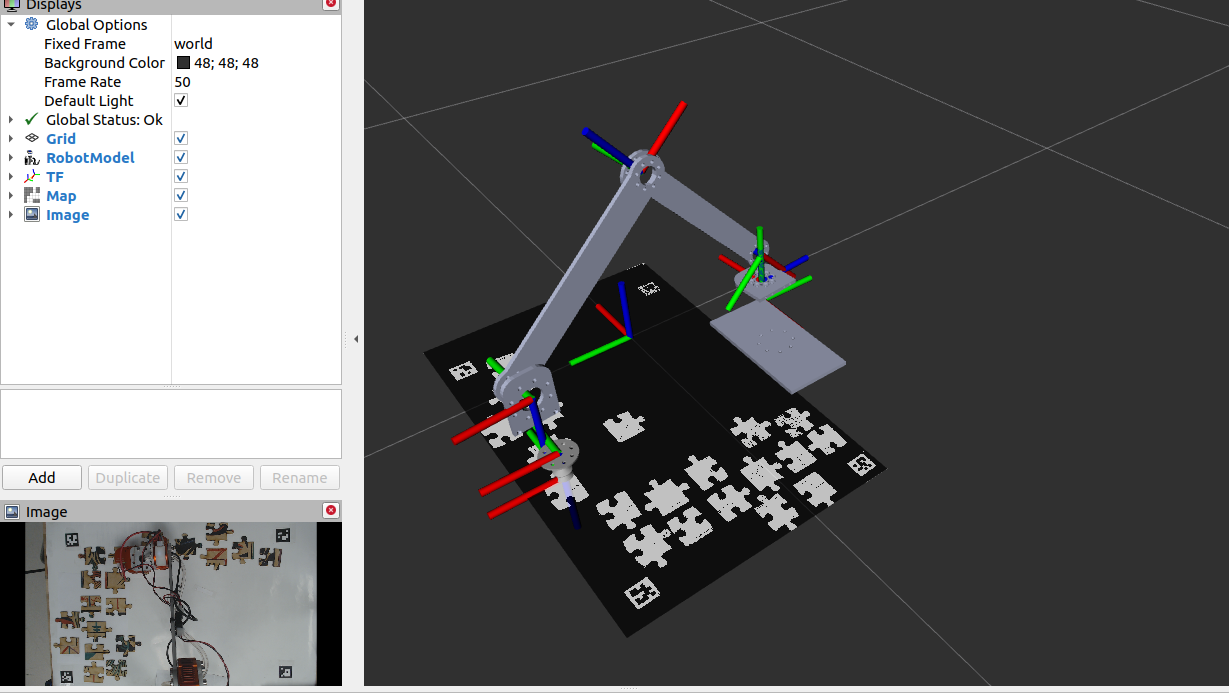 Displays
Global Options
Fixed Frame world
Background Color 48; 48; 48
Frame Rate 50
Default Light
Global Status: Ok
Grid
RobotModel
TF
Map
Image
Add Duplicate Remove Rename
Image